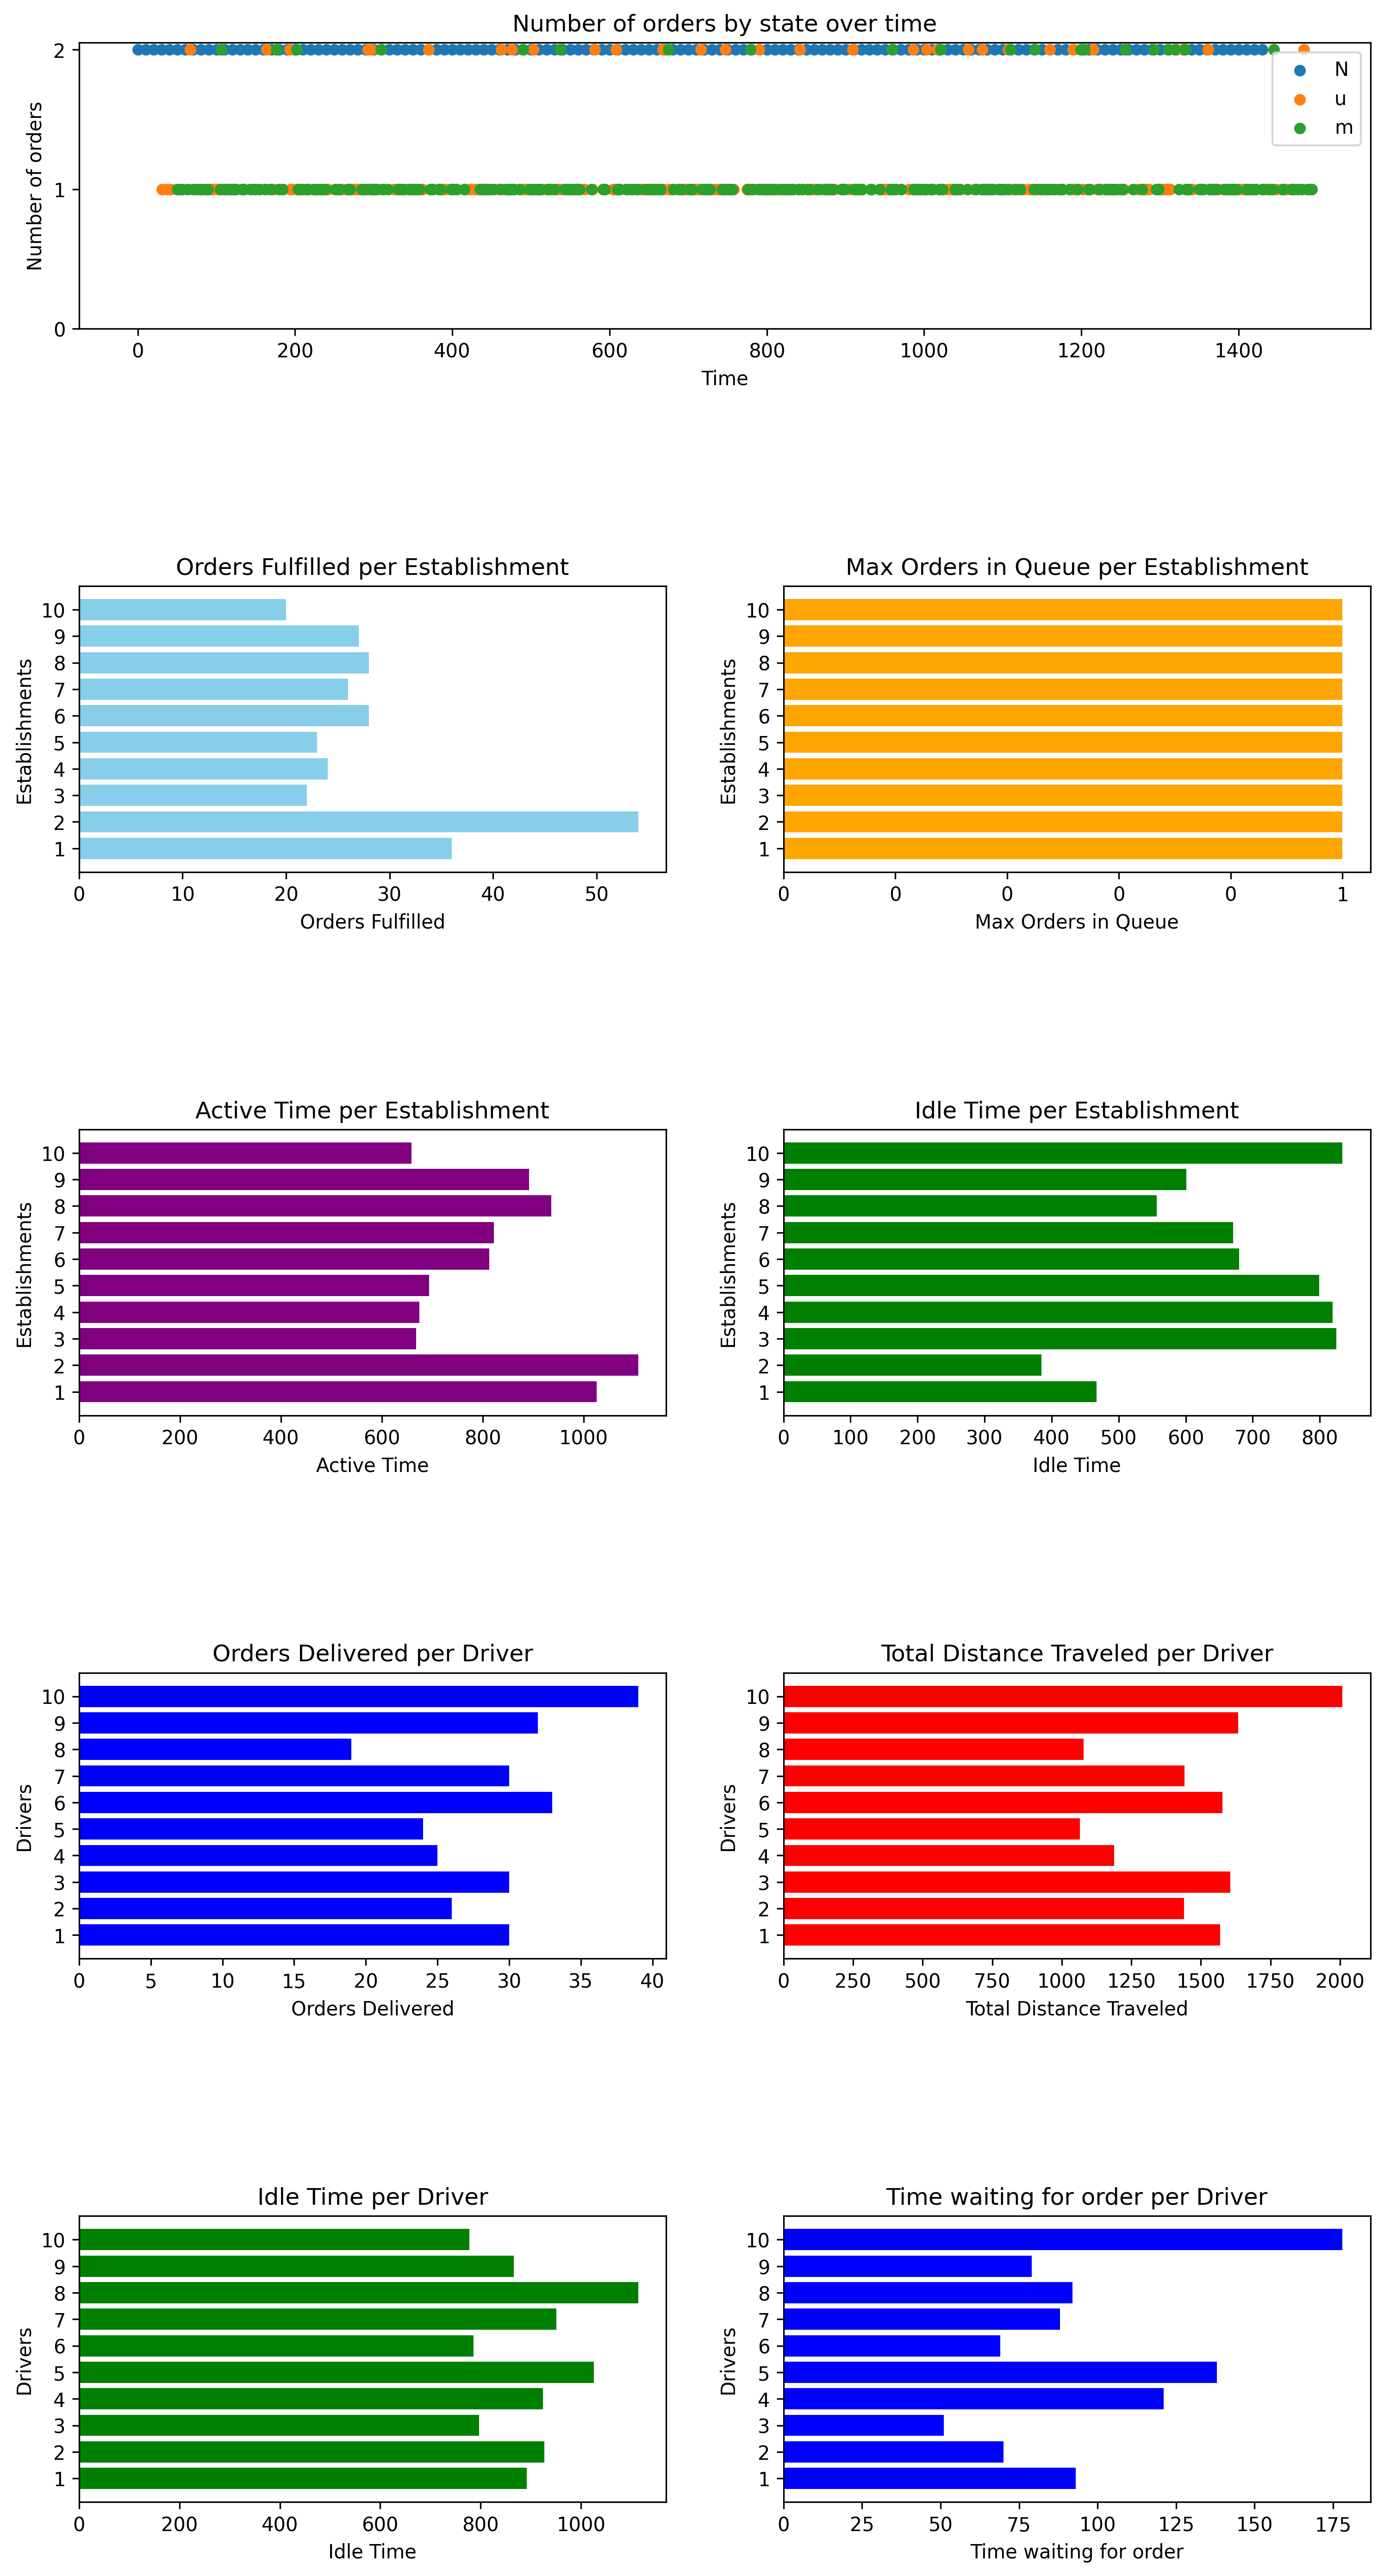 Number of orders by state over time
Number of orders
2
1
0
N
u
m
0 200 400 600 800 1000 1200 1400
Time
Orders Fulfilled per Establishment
Establishments
10
9
8
7
6
5
4
3
2
1
0 10 20 30 40 50
Orders Fulfilled
Max Orders in Queue per Establishment
Establishments
10
9
8
7
6
5
4
3
2
1
0 0 0 0 0 1
Max Orders in Queue
Active Time per Establishment
Establishments
10
9
8
7
6
5
4
3
2
1
0 200 400 600 800 1000
Active Time
Idle Time per Establishment
Establishments
10
9
8
7
6
5
4
3
2
1
0 100 200 300 400 500 600 700 800
Idle Time
Orders Delivered per Driver
Drivers
10
9
8
7
6
5
4
3
2
1
0 5 10 15 20 25 30 35 40
Orders Delivered
Total Distance Traveled per Driver
Drivers
10
9
8
7
6
5
4
3
2
1
0 250 500 750 1000 1250 1500 1750 2000
Total Distance Traveled
Idle Time per Driver
Drivers
10
9
8
7
6
5
4
3
2
1
0 200 400 600 800 1000
Idle Time
Time waiting for order per Driver
Drivers
10
9
8
7
6
5
4
3
2
1
0 25 50 75 100 125 150 175
Time waiting for order